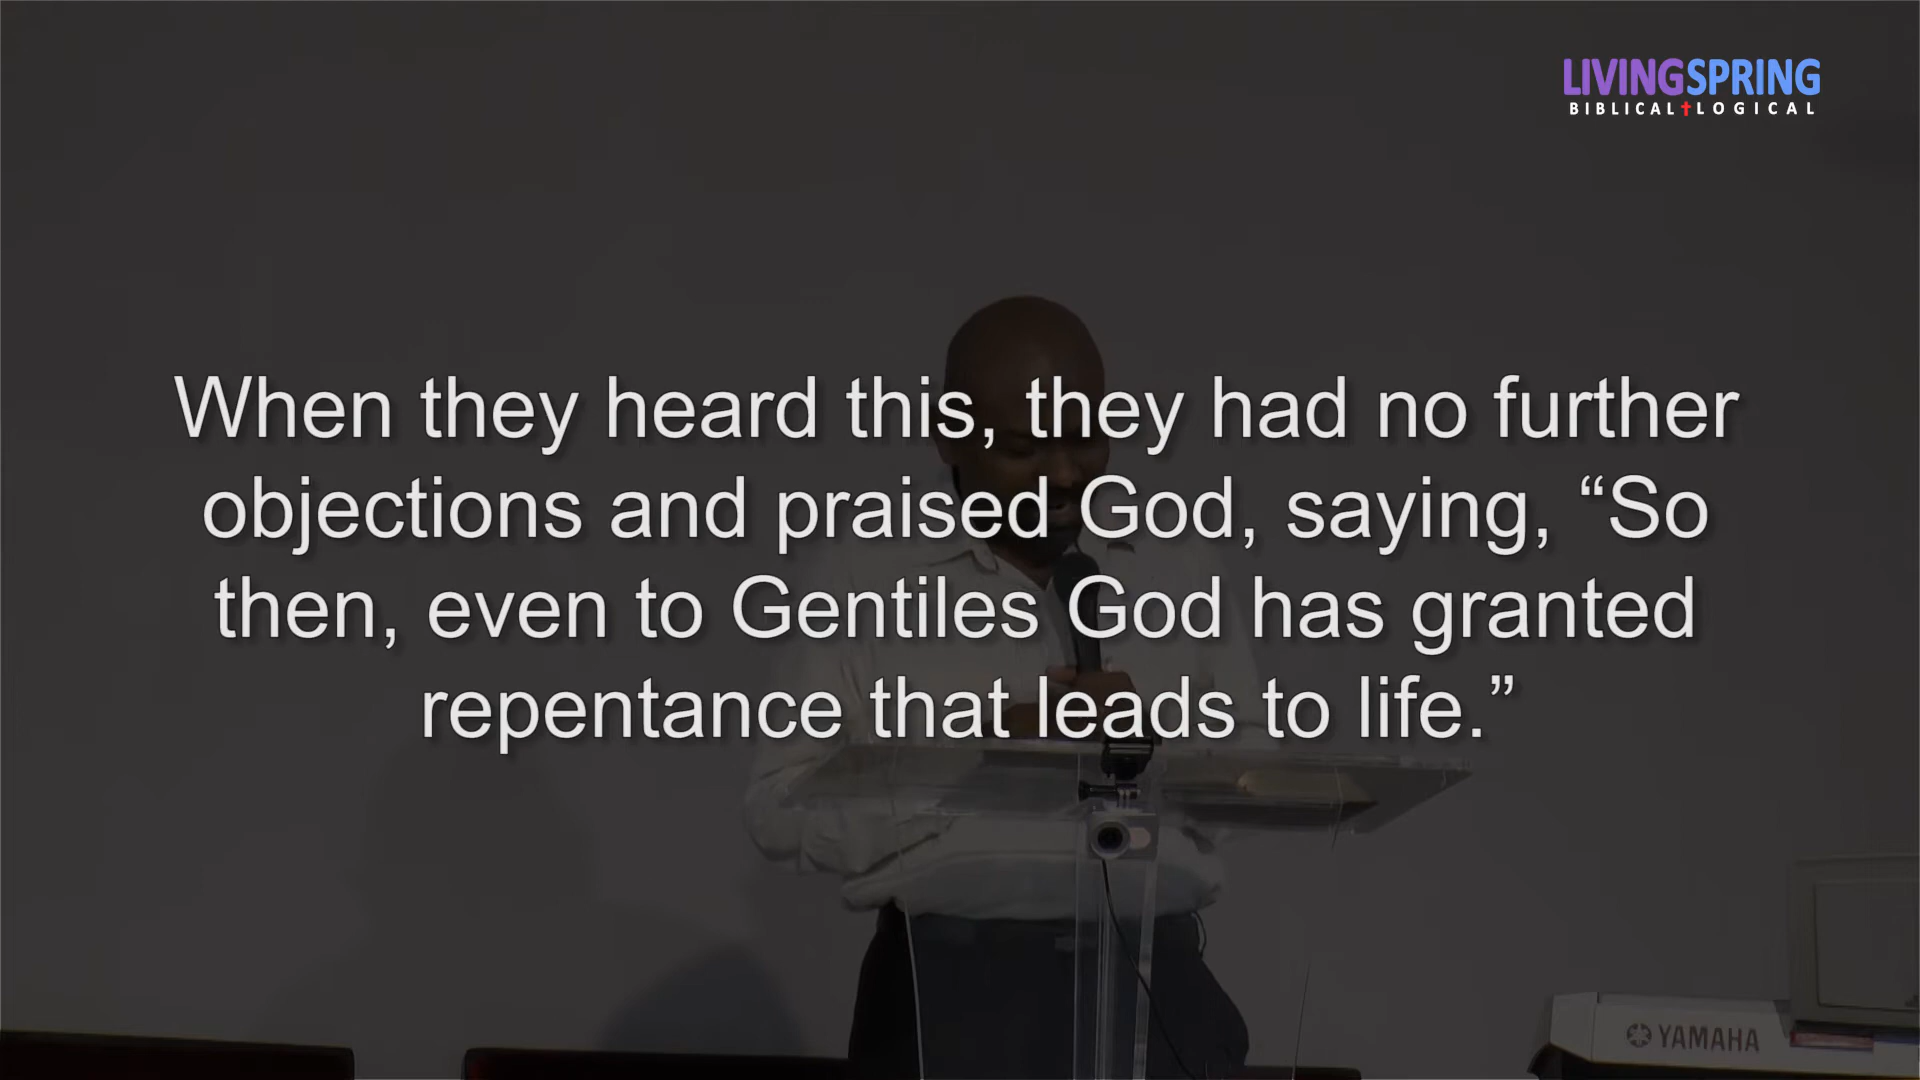 LIVINGSPRING
BIBLICAL✝LOGICAL
When they heard this, they had no further
objections and praised God, saying, “So
then, even to Gentiles God has granted
repentance that leads to life.”
YAMAHA